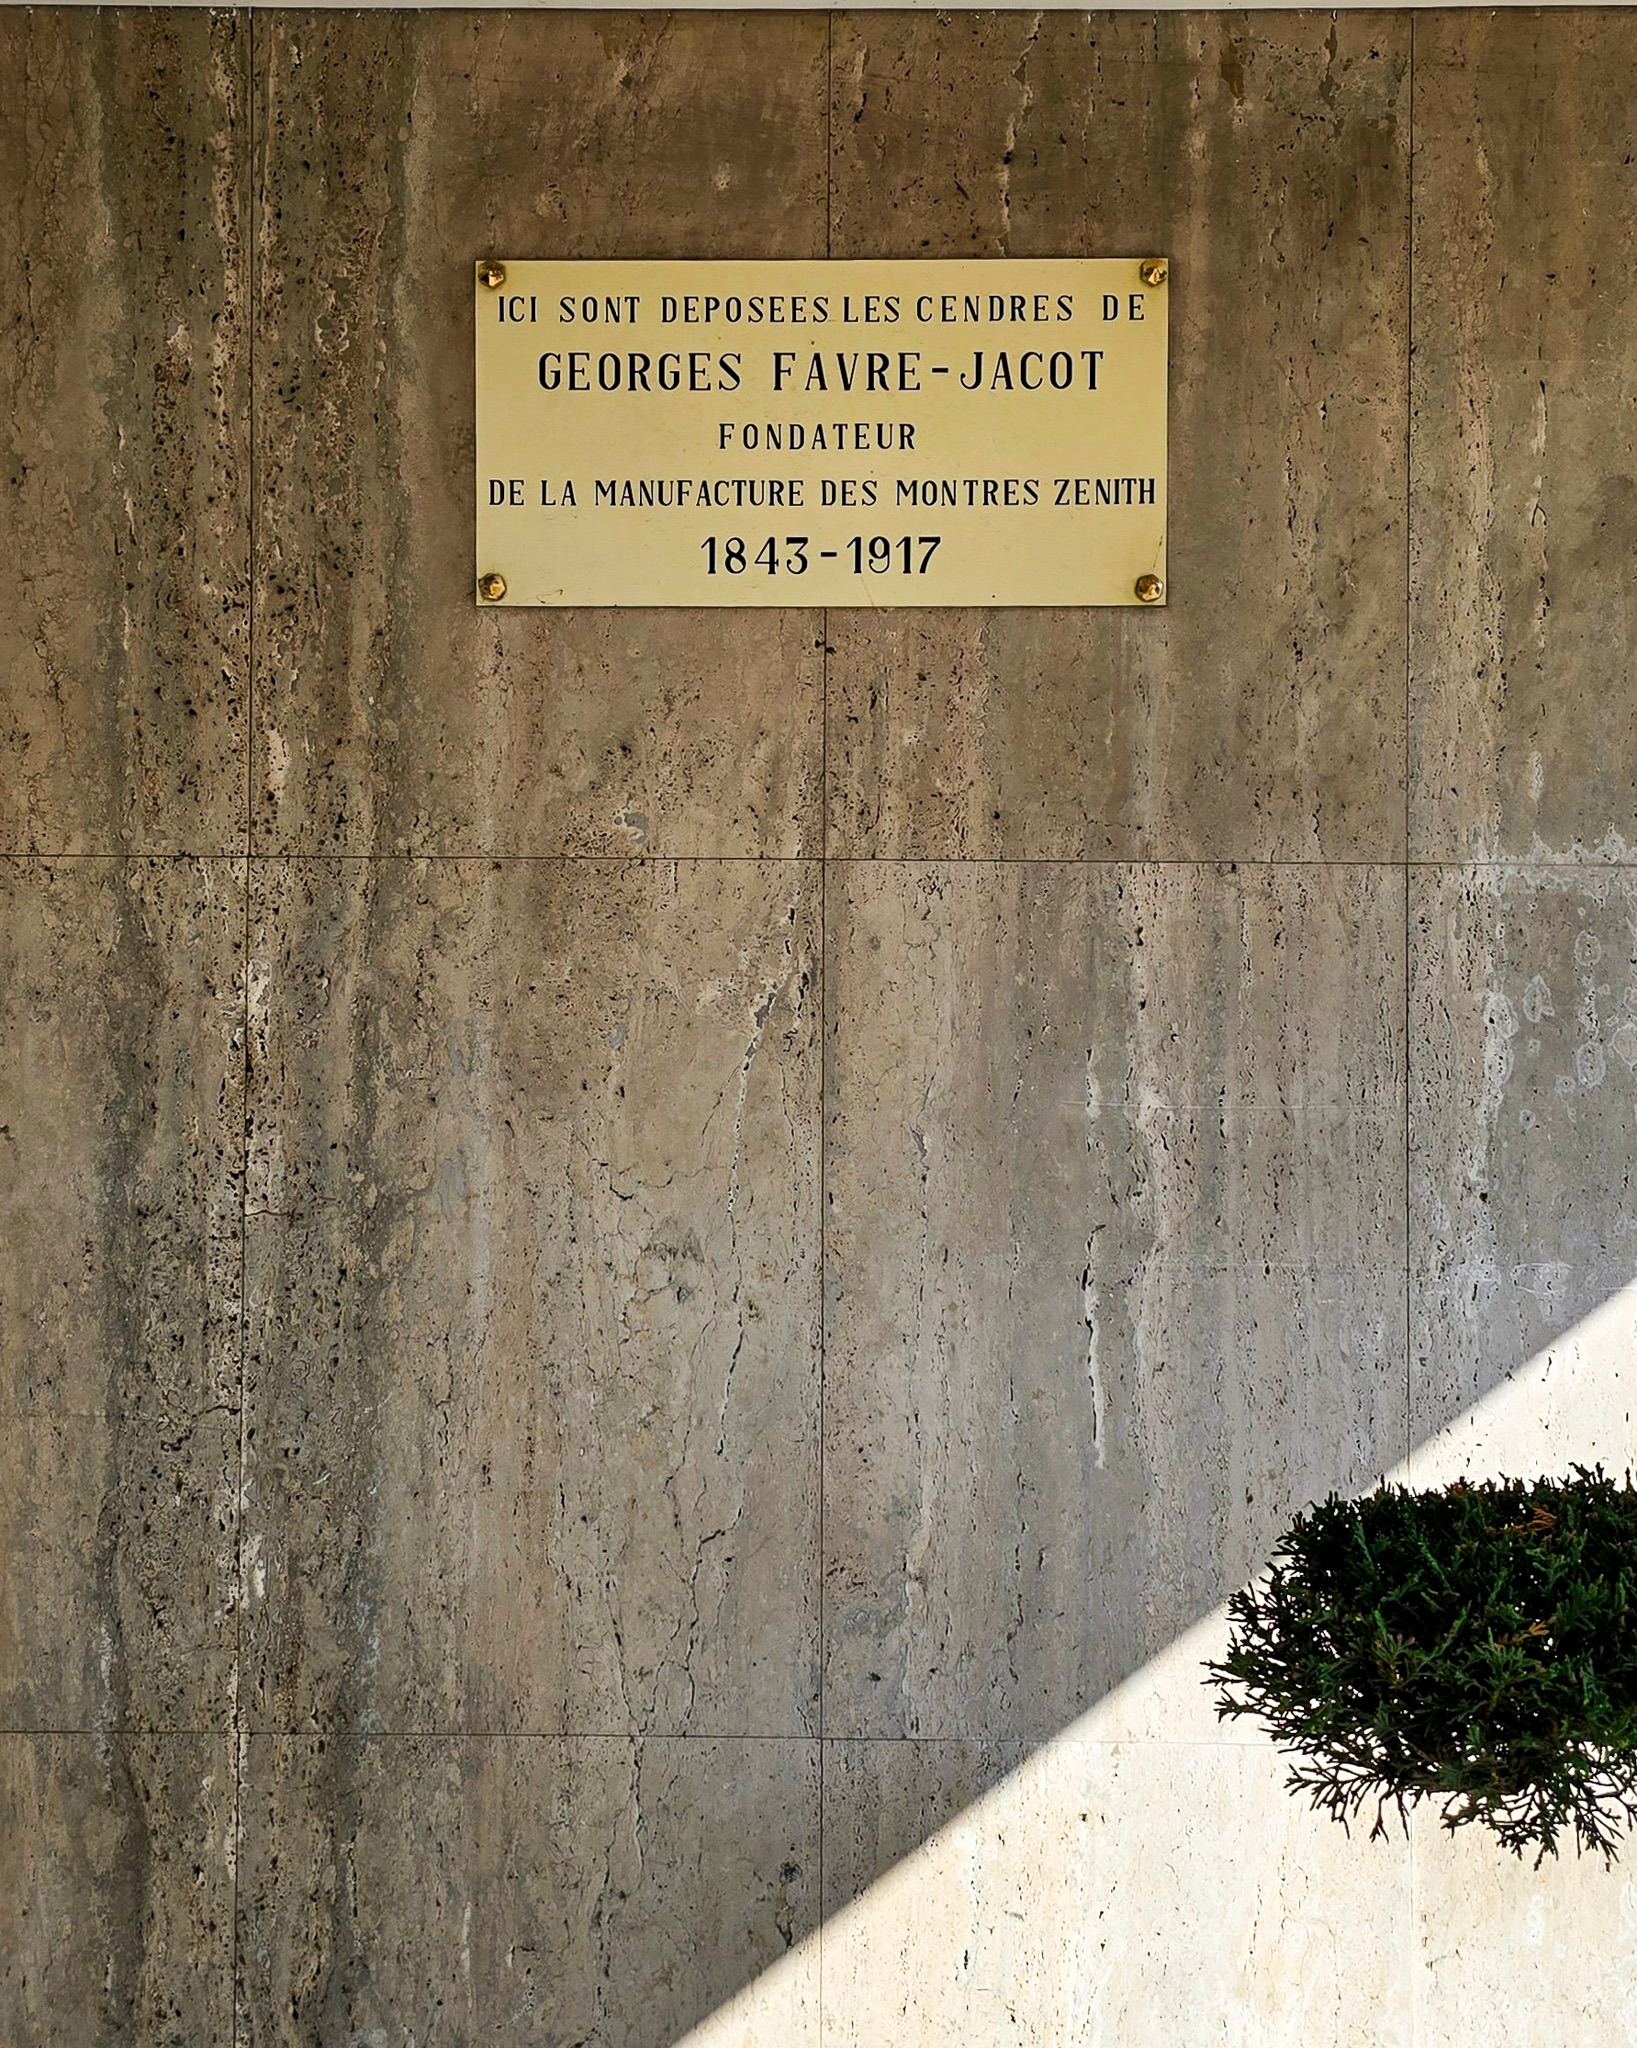 ICI SONT DEPOSEES LES CENDRES DE
GEORGES FAVRE-JACOT
FONDATEUR
DE LA MANUFACTURE DES MONTRES ZENITH
1843-1917